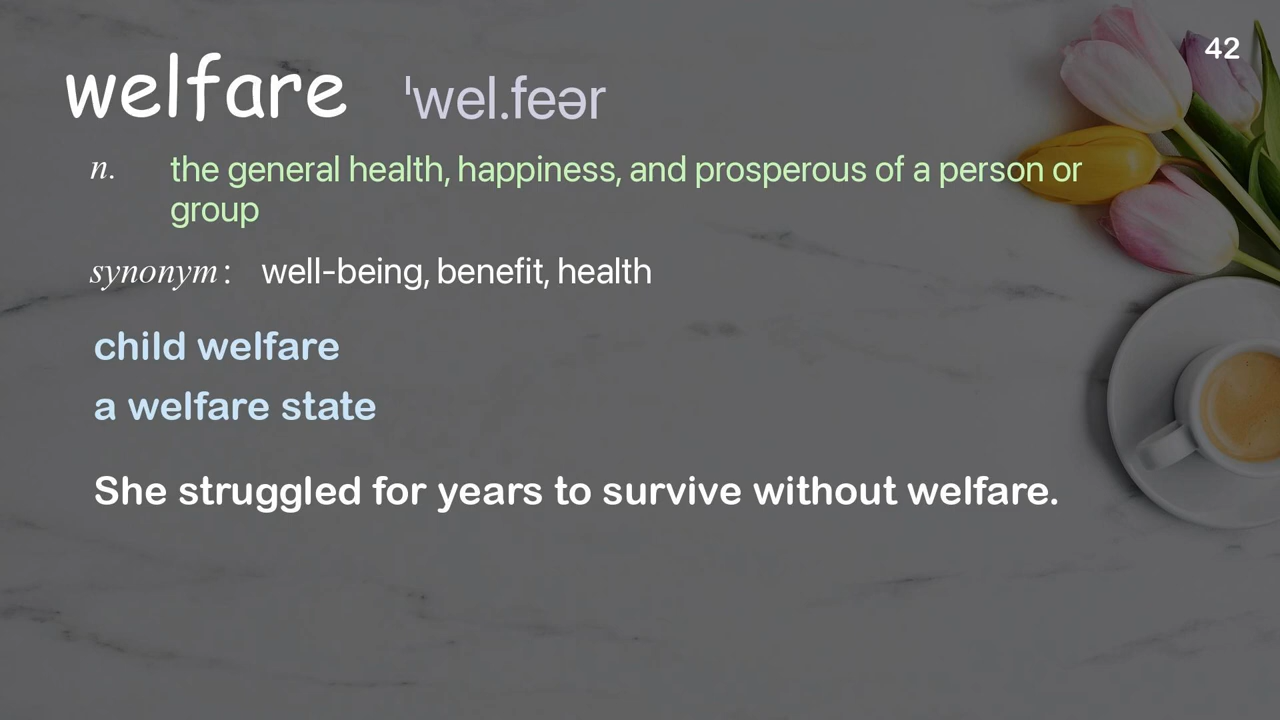 42
welfare ˈwel.feər
n. the general health, happiness, and prosperous of a person or
group
synonym: well-being, benefit, health
child welfare
a welfare state
She struggled for years to survive without welfare.